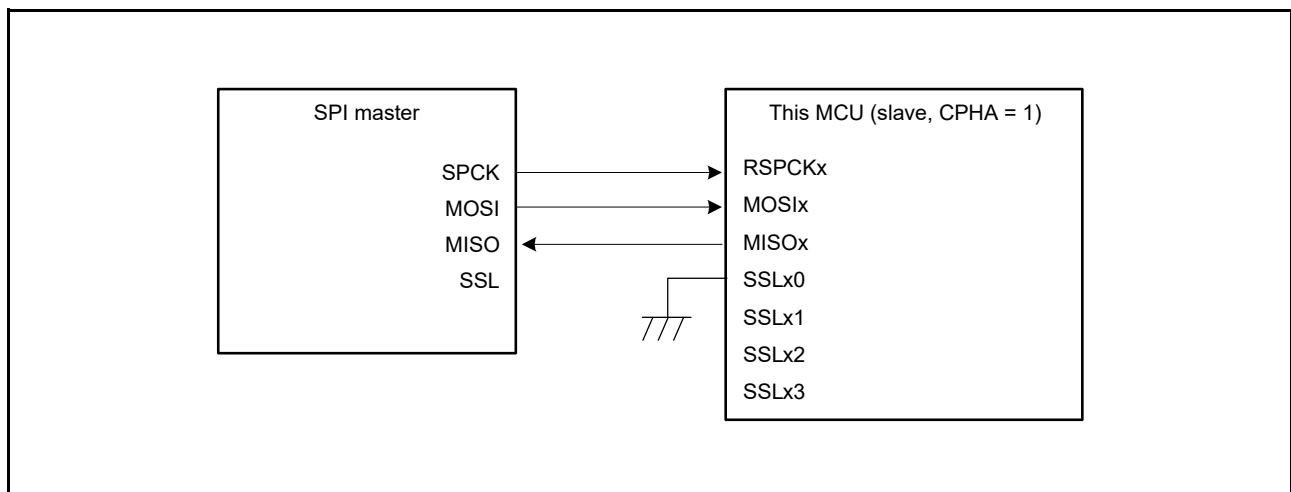 SPI master
SPCK
MOSI
MISO
SSL
This MCU (slave, CPHA = 1)
RSPCKx
MOSIx
MISOx
SSLx0
SSLx1
SSLx2
SSLx3